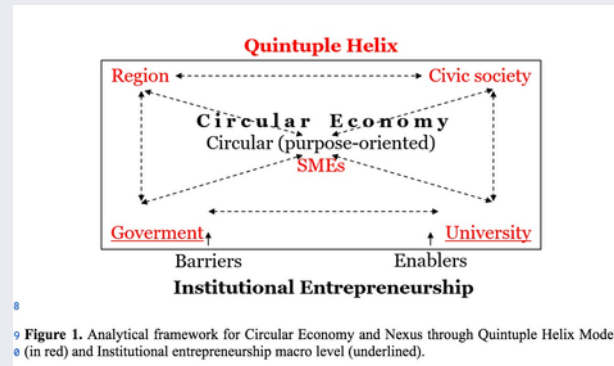 Quintuple Helix
Region Civic society
Circular Economy
Circular (purpose-oriented)
SMEs
Goverment University
Barriers Enablers
Institutional Entrepreneurship
8
9 Figure 1. Analytical framework for Circular Economy and Nexus through Quintuple Helix Mode
0 (in red) and Institutional entrepreneurship macro level (underlined).